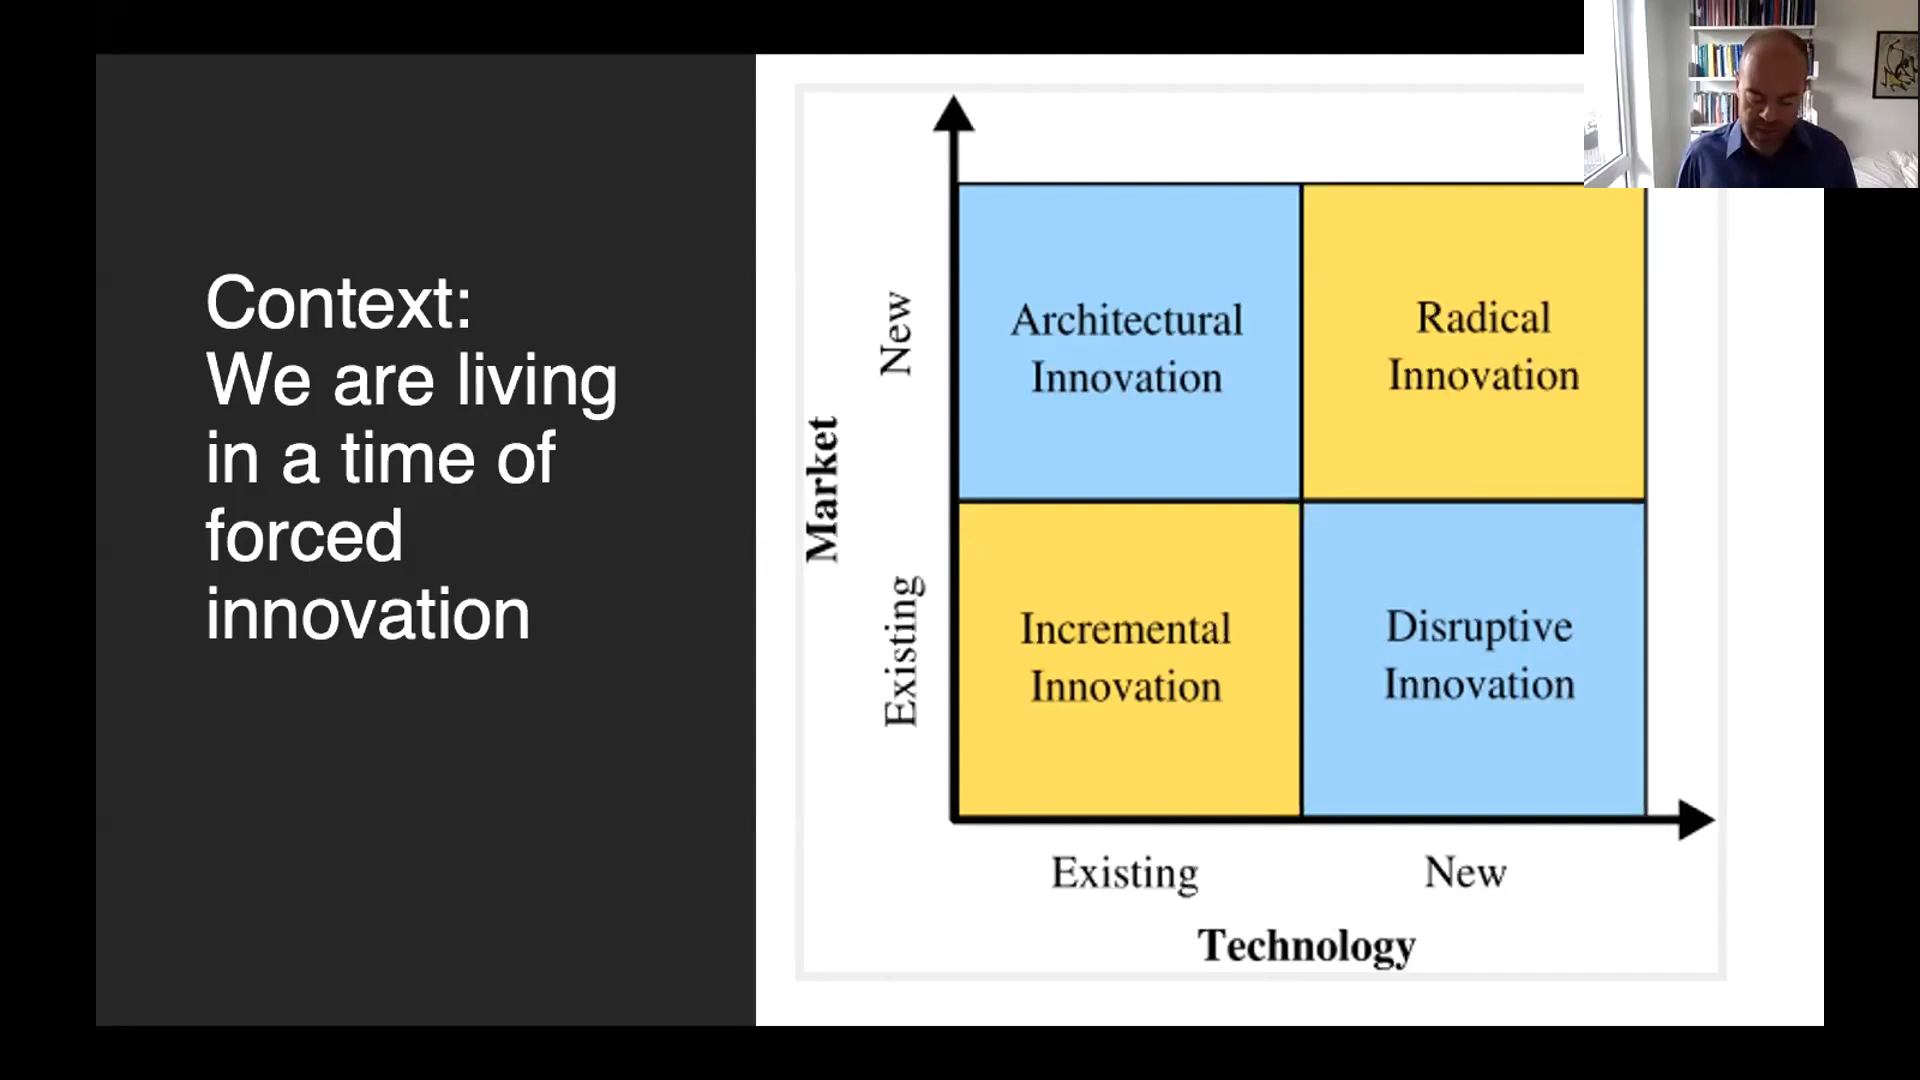 Context:
We are living
in a time of
forced
innovation
Market
New
Existing
Architectural
Innovation
Radical
Innovation
Incremental
Innovation
Disruptive
Innovation
Existing
New
Technology